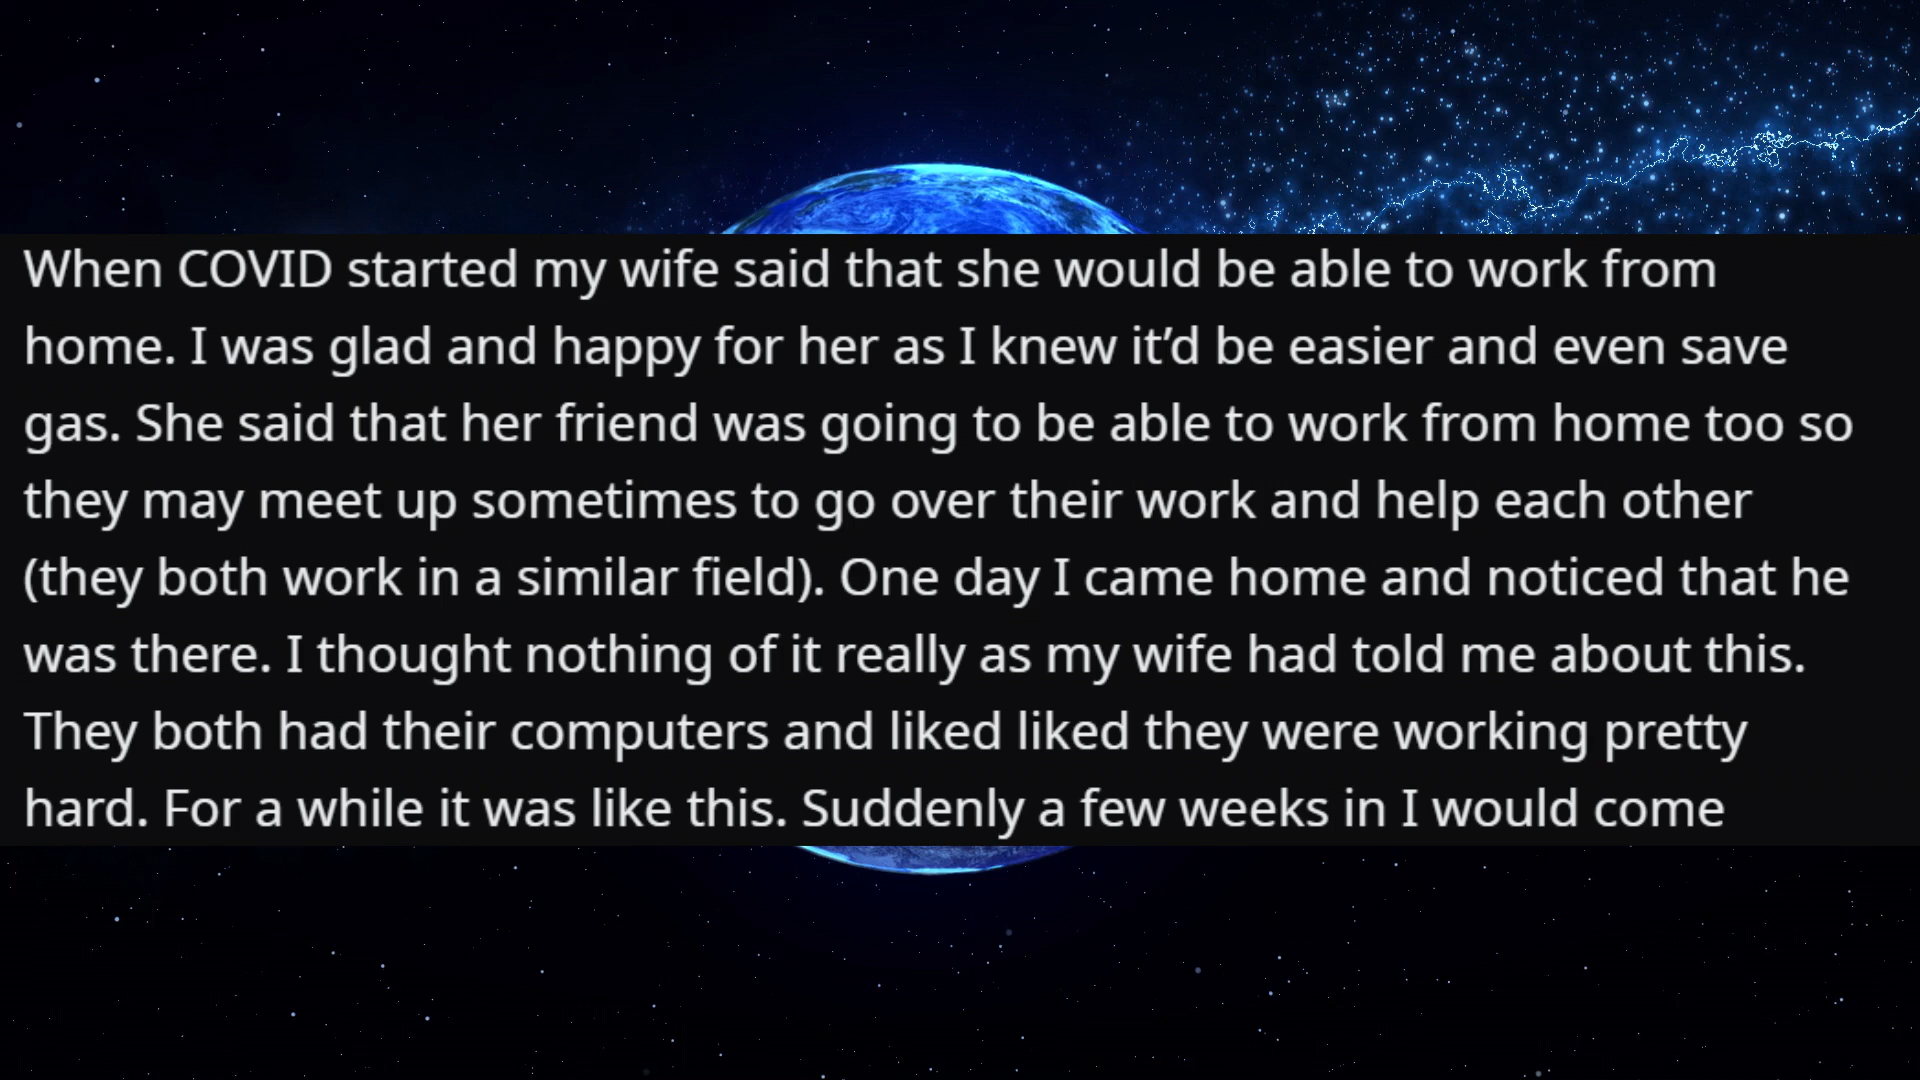 When COVID started my wife said that she would be able to work from
home. I was glad and happy for her as I knew it’d be easier and even save
gas. She said that her friend was going to be able to work from home too so
they may meet up sometimes to go over their work and help each other
(they both work in a similar field). One day I came home and noticed that he
was there. I thought nothing of it really as my wife had told me about this.
They both had their computers and liked liked they were working pretty
hard. For a while it was like this. Suddenly a few weeks in I would come